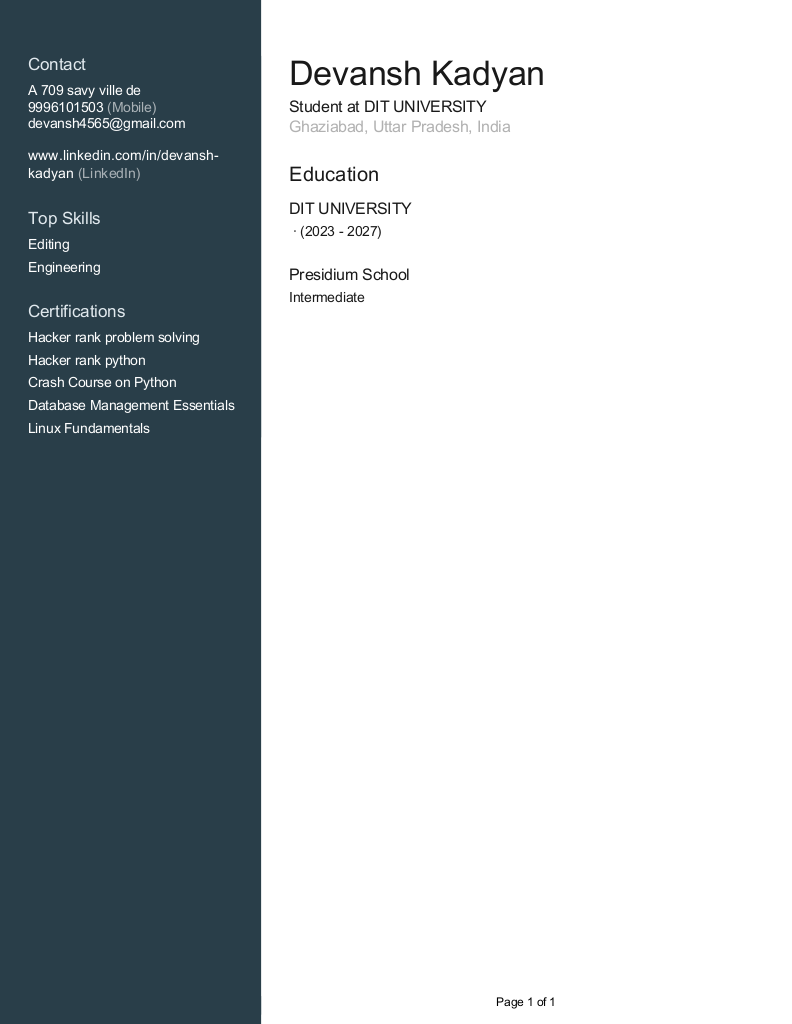 Contact
A 709 savy ville de
9996101503 (Mobile)
devansh4565@gmail.com
www.linkedin.com/in/devansh-
kadyan (LinkedIn)
Top Skills
Editing
Engineering
Certifications
Hacker rank problem solving
Hacker rank python
Crash Course on Python
Database Management Essentials
Linux Fundamentals
Devansh Kadyan
Student at DIT UNIVERSITY
Ghaziabad, Uttar Pradesh, India
Education
DIT UNIVERSITY
· (2023 - 2027)
Presidium School
Intermediate
Page 1 of 1